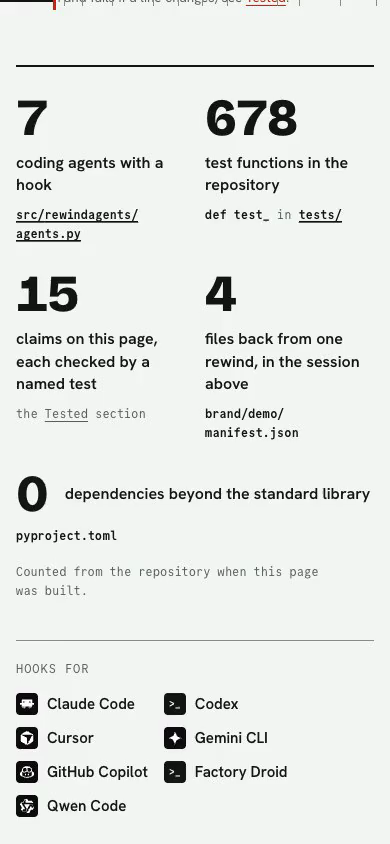 7
coding agents with a
hook
src/rewindagents/
agents.py
678
test functions in the
repository
def test_ in tests/
15
claims on this page,
each checked by a
named test
the Tested section
4
files back from one
rewind, in the session
above
brand/demo/
manifest.json
0 dependencies beyond the standard library
pyproject.toml
Counted from the repository when this page
was built.
HOOKS FOR
Claude Code
>_ Codex
Cursor
Gemini CLI
GitHub Copilot
>_ Factory Droid
Qwen Code